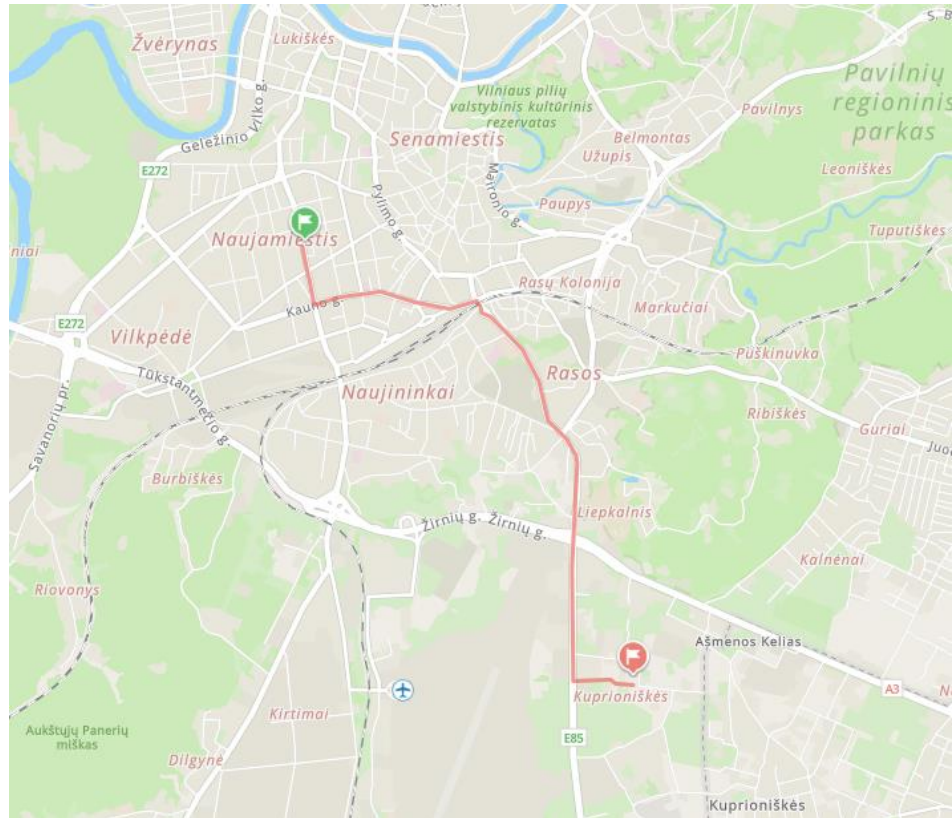 Žvėrynas
Lukiškės
Geležinio Vilko g.
E272
Vilniaus pilių
valstybinis kultūrinis
rezervatas
Senamiestis
Pavilnių
regioninis
parkas
Pavilnys
Belmontas
Užupis
Leoniškės
Maironio g.
Paupys
Pylimo g.
Tuputiškės
Naujamiestis
Rasų Kolonija
Kauno g.
Markučiai
E272
Vilkpėdė
Puškinuvka
Tūkstantmečio g.
Naujininkai
Rasos
Ribiškės
Guriai
Savanorių pr.
Burbiškės
Liepkalnis
Žirnių g.
Žirnių g.
Kalnėnai
Riovonys
Ašmenos Kelias
A3
Kuprioniškės
Kirtimai
Aukštųjų Panerių
miškas
E85
Dilgynė
Kuprioniškės